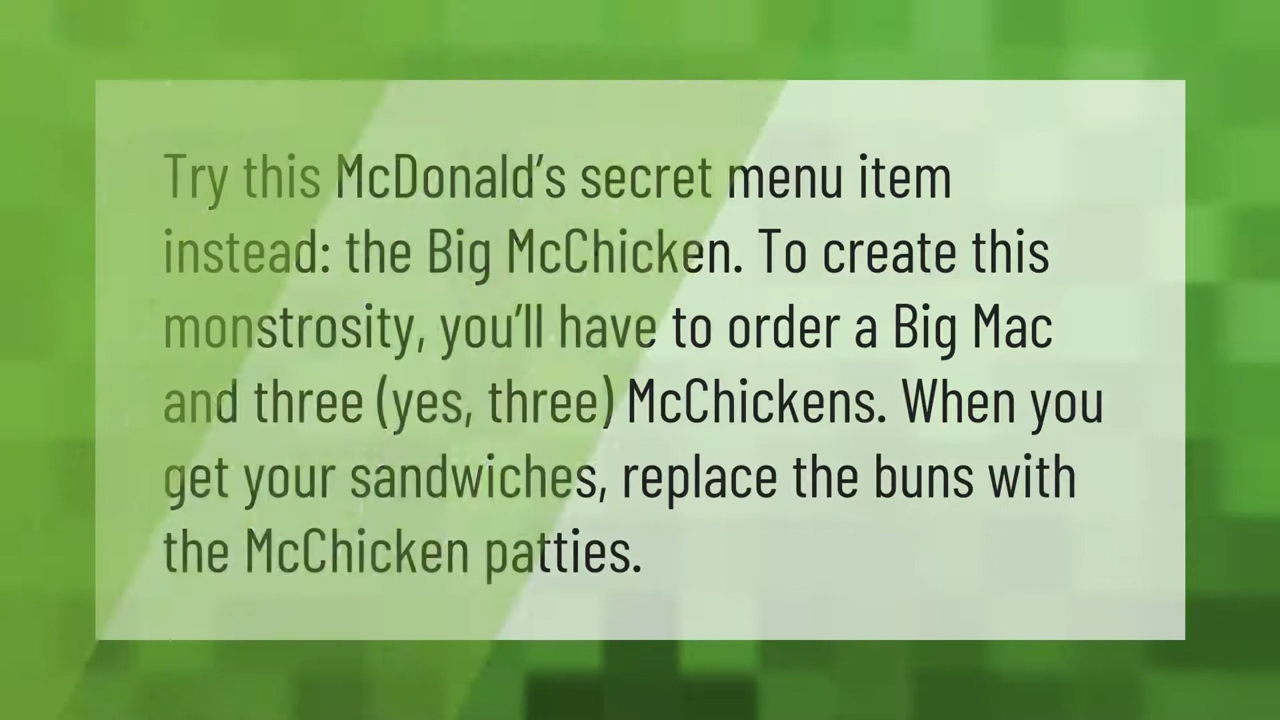 Try this McDonald’s secret menu item
instead: the Big McChicken. To create this
monstrosity, you’ll have to order a Big Mac
and three (yes, three) McChickens. When you
get your sandwiches, replace the buns with
the McChicken patties.